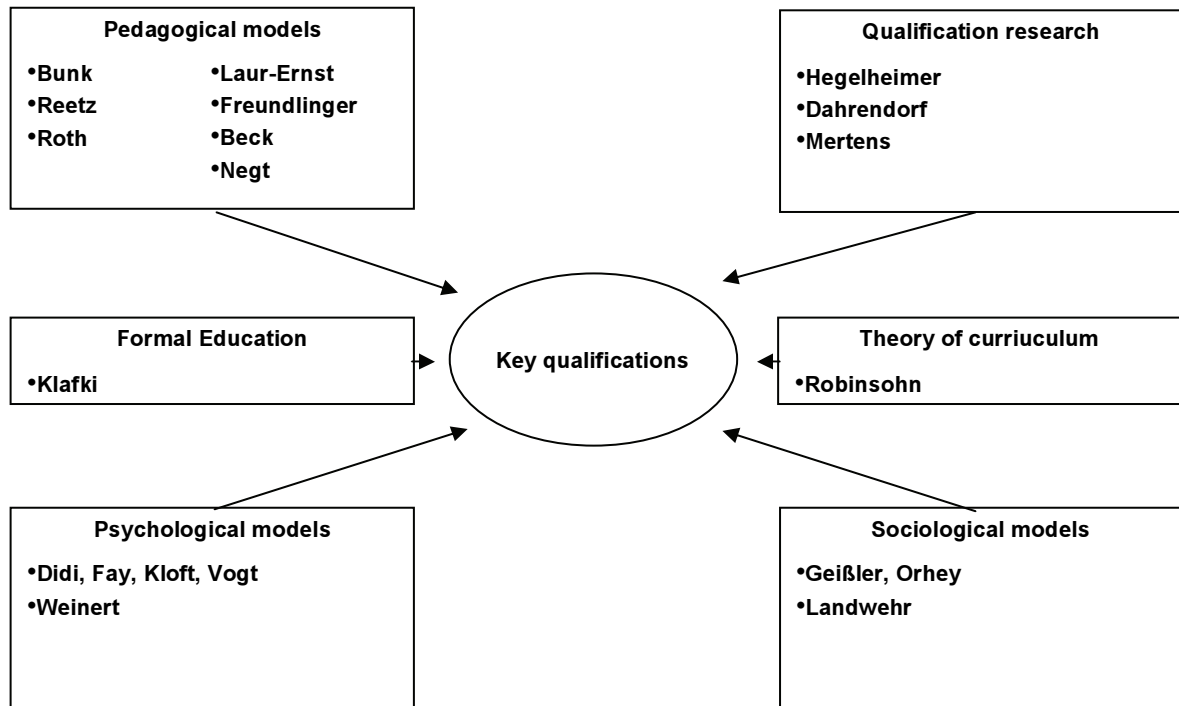 Pedagogical models
•Bunk
•Reetz
•Roth
•Laur-Ernst
•Freundlinger
•Beck
•Negt
Qualification research
•Hegelheimer
•Dahrendorf
•Mertens
Formal Education
•Klafki
Key qualifications
Theory of curriuculum
•Robinsohn
Psychological models
•Didi, Fay, Kloft, Vogt
•Weinert
Sociological models
•Geißler, Orhey
•Landwehr